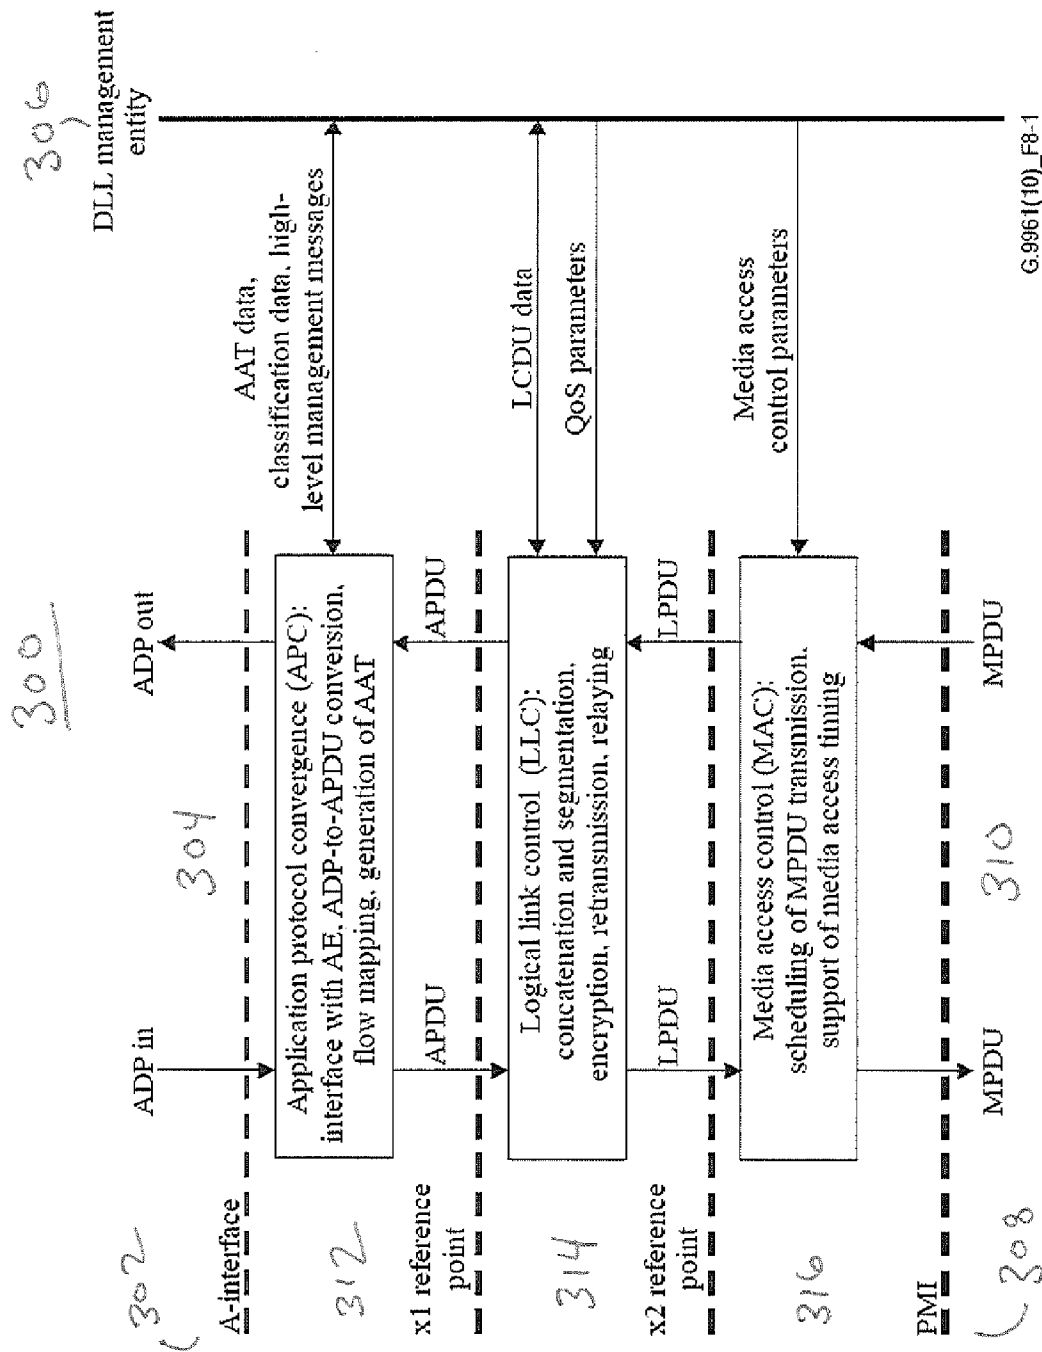 300
306
DLL management
entity
302
304
ADP in
ADP out
A-interface
Application protocol convergence (APC):
interface with AE, ADP-to-APDU conversion,
flow mapping, generation of AAT
312
AAT data,
classification data, high-
level management messages
x1 reference
point
APDU
APDU
Logical link control (LLC):
concatenation and segmentation,
encryption, retransmission, relaying
314
LCDU data
QoS parameters
x2 reference
point
LPDU
LPDU
Media access control (MAC):
scheduling of MPDU transmission,
support of media access timing
316
Media access
control parameters
PMI
MPDU
MPDU
308
310
G.9961(10)_F8-1